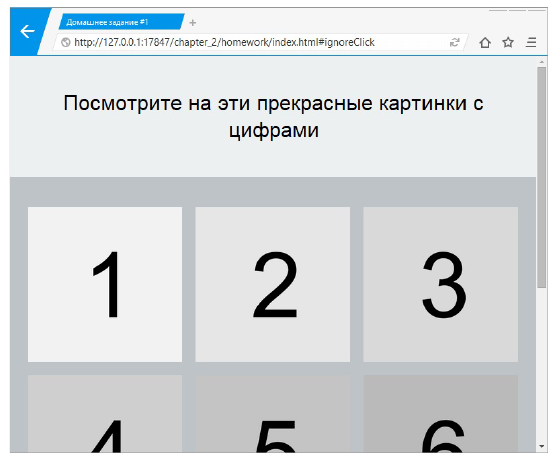 Домашнее задание #1
http://127.0.0.1:17847/chapter_2/homework/index.html#ignoreClick
Посмотрите на эти прекрасные картинки с
цифрами
1 2 3
4 5 6